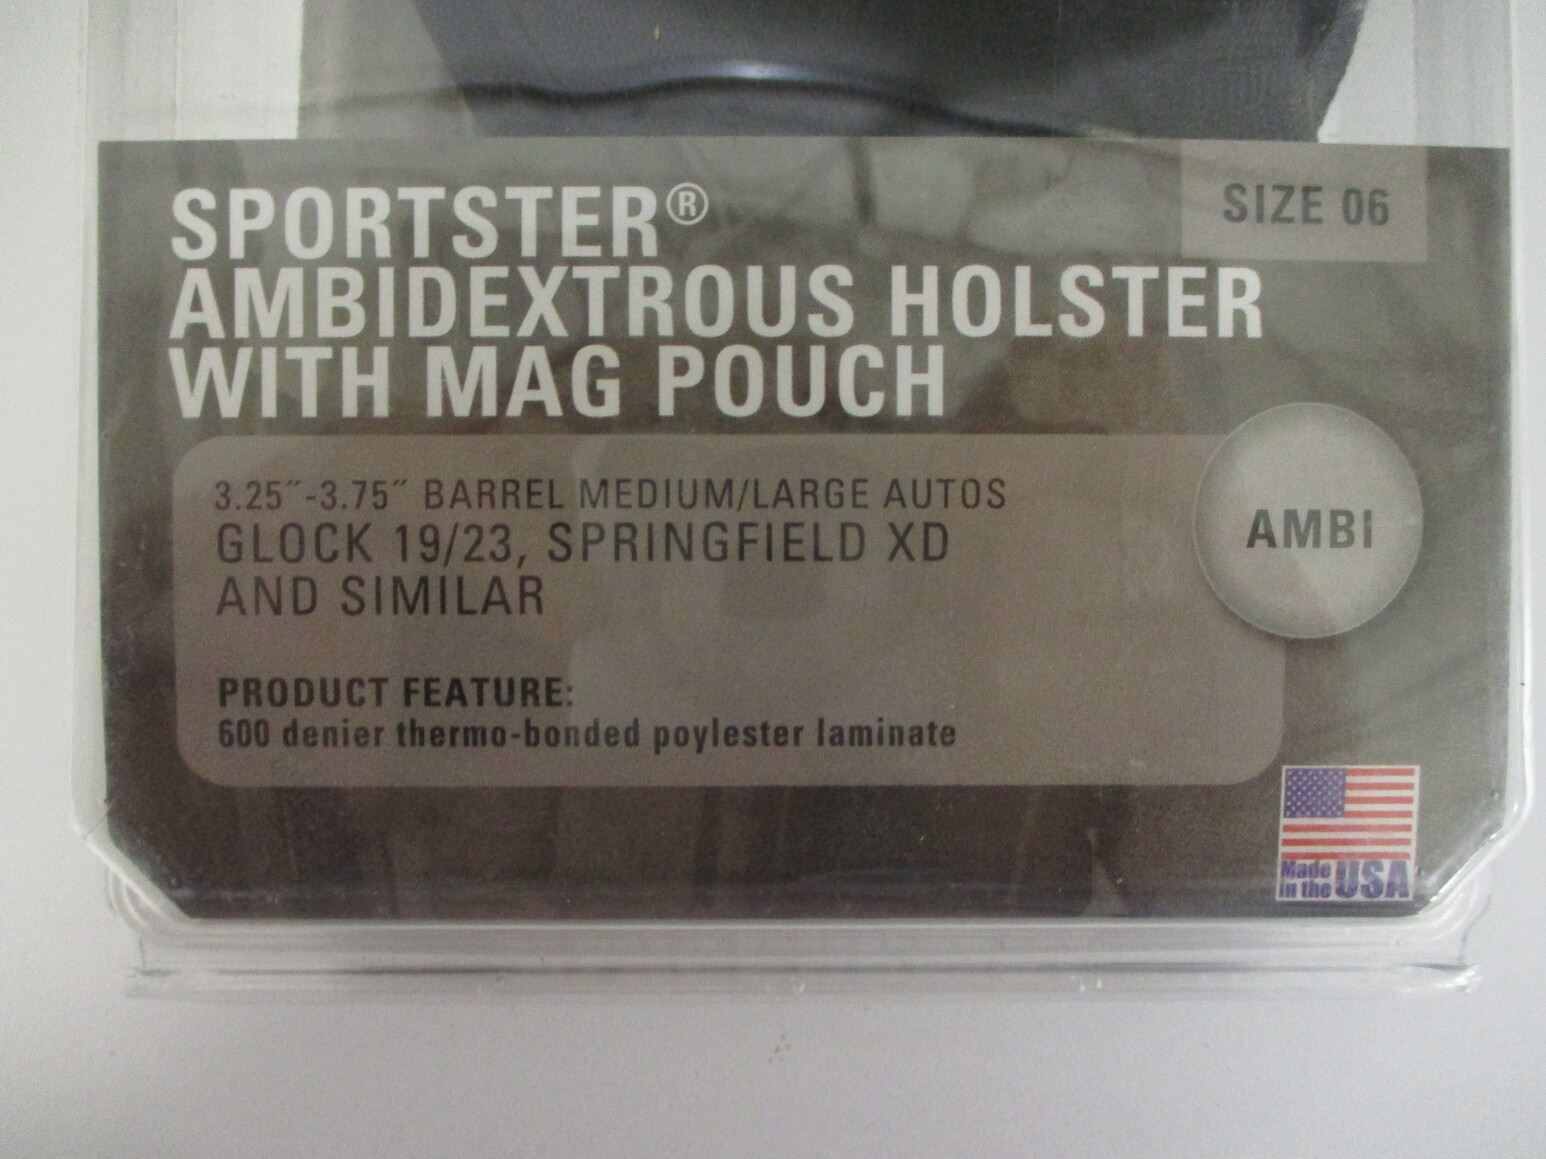 SPORTSTER®
SIZE 06
AMBIDEXTROUS HOLSTER
WITH MAG POUCH
3.25″-3.75″ BARREL MEDIUM/LARGE AUTOS
GLOCK 19/23, SPRINGFIELD XD
AND SIMILAR
AMBI
PRODUCT FEATURE:
600 denier thermo-bonded poylester laminate
Made
in the USA